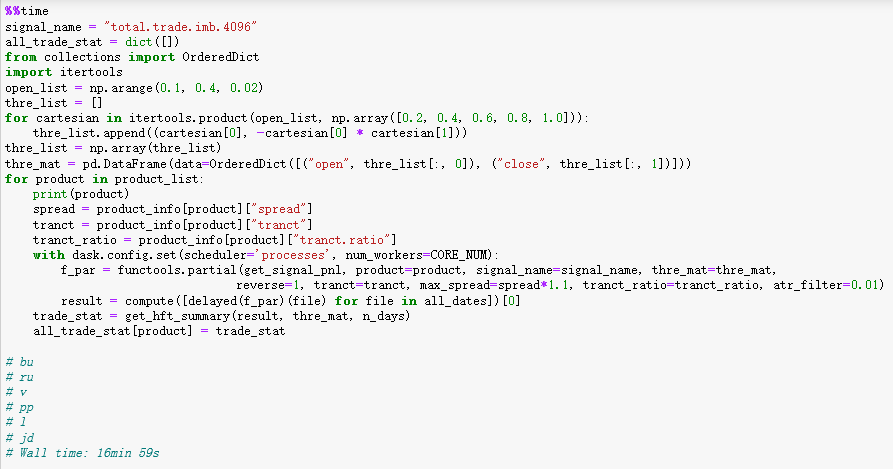 %%time
signal_name = "total.trade.imb.4096"
all_trade_stat = dict([])
from collections import OrderedDict
import itertools
open_list = np.arange(0.1, 0.4, 0.02)
thre_list = []
for cartesian in itertools.product(open_list, np.array([0.2, 0.4, 0.6, 0.8, 1.0])):
    thre_list.append((cartesian[0], -cartesian[0] * cartesian[1]))
thre_list = np.array(thre_list)
thre_mat = pd.DataFrame(data=OrderedDict([("open", thre_list[:, 0]), ("close", thre_list[:, 1])]))
for product in product_list:
    print(product)
    spread = product_info[product]["spread"]
    tranct = product_info[product]["tranct"]
    tranct_ratio = product_info[product]["tranct.ratio"]
    with dask.config.set(scheduler='processes', num_workers=CORE_NUM):
        f_par = functools.partial(get_signal_pnl, product=product, signal_name=signal_name, thre_mat=thre_mat,
                                  reverse=1, tranct=tranct, max_spread=spread*1.1, tranct_ratio=tranct_ratio, atr_filter=0.01)
        result = compute([delayed(f_par)(file) for file in all_dates])[0]
    trade_stat = get_hft_summary(result, thre_mat, n_days)
    all_trade_stat[product] = trade_stat
# bu
# ru
# v
# pp
# l
# jd
# Wall time: 16min 59s